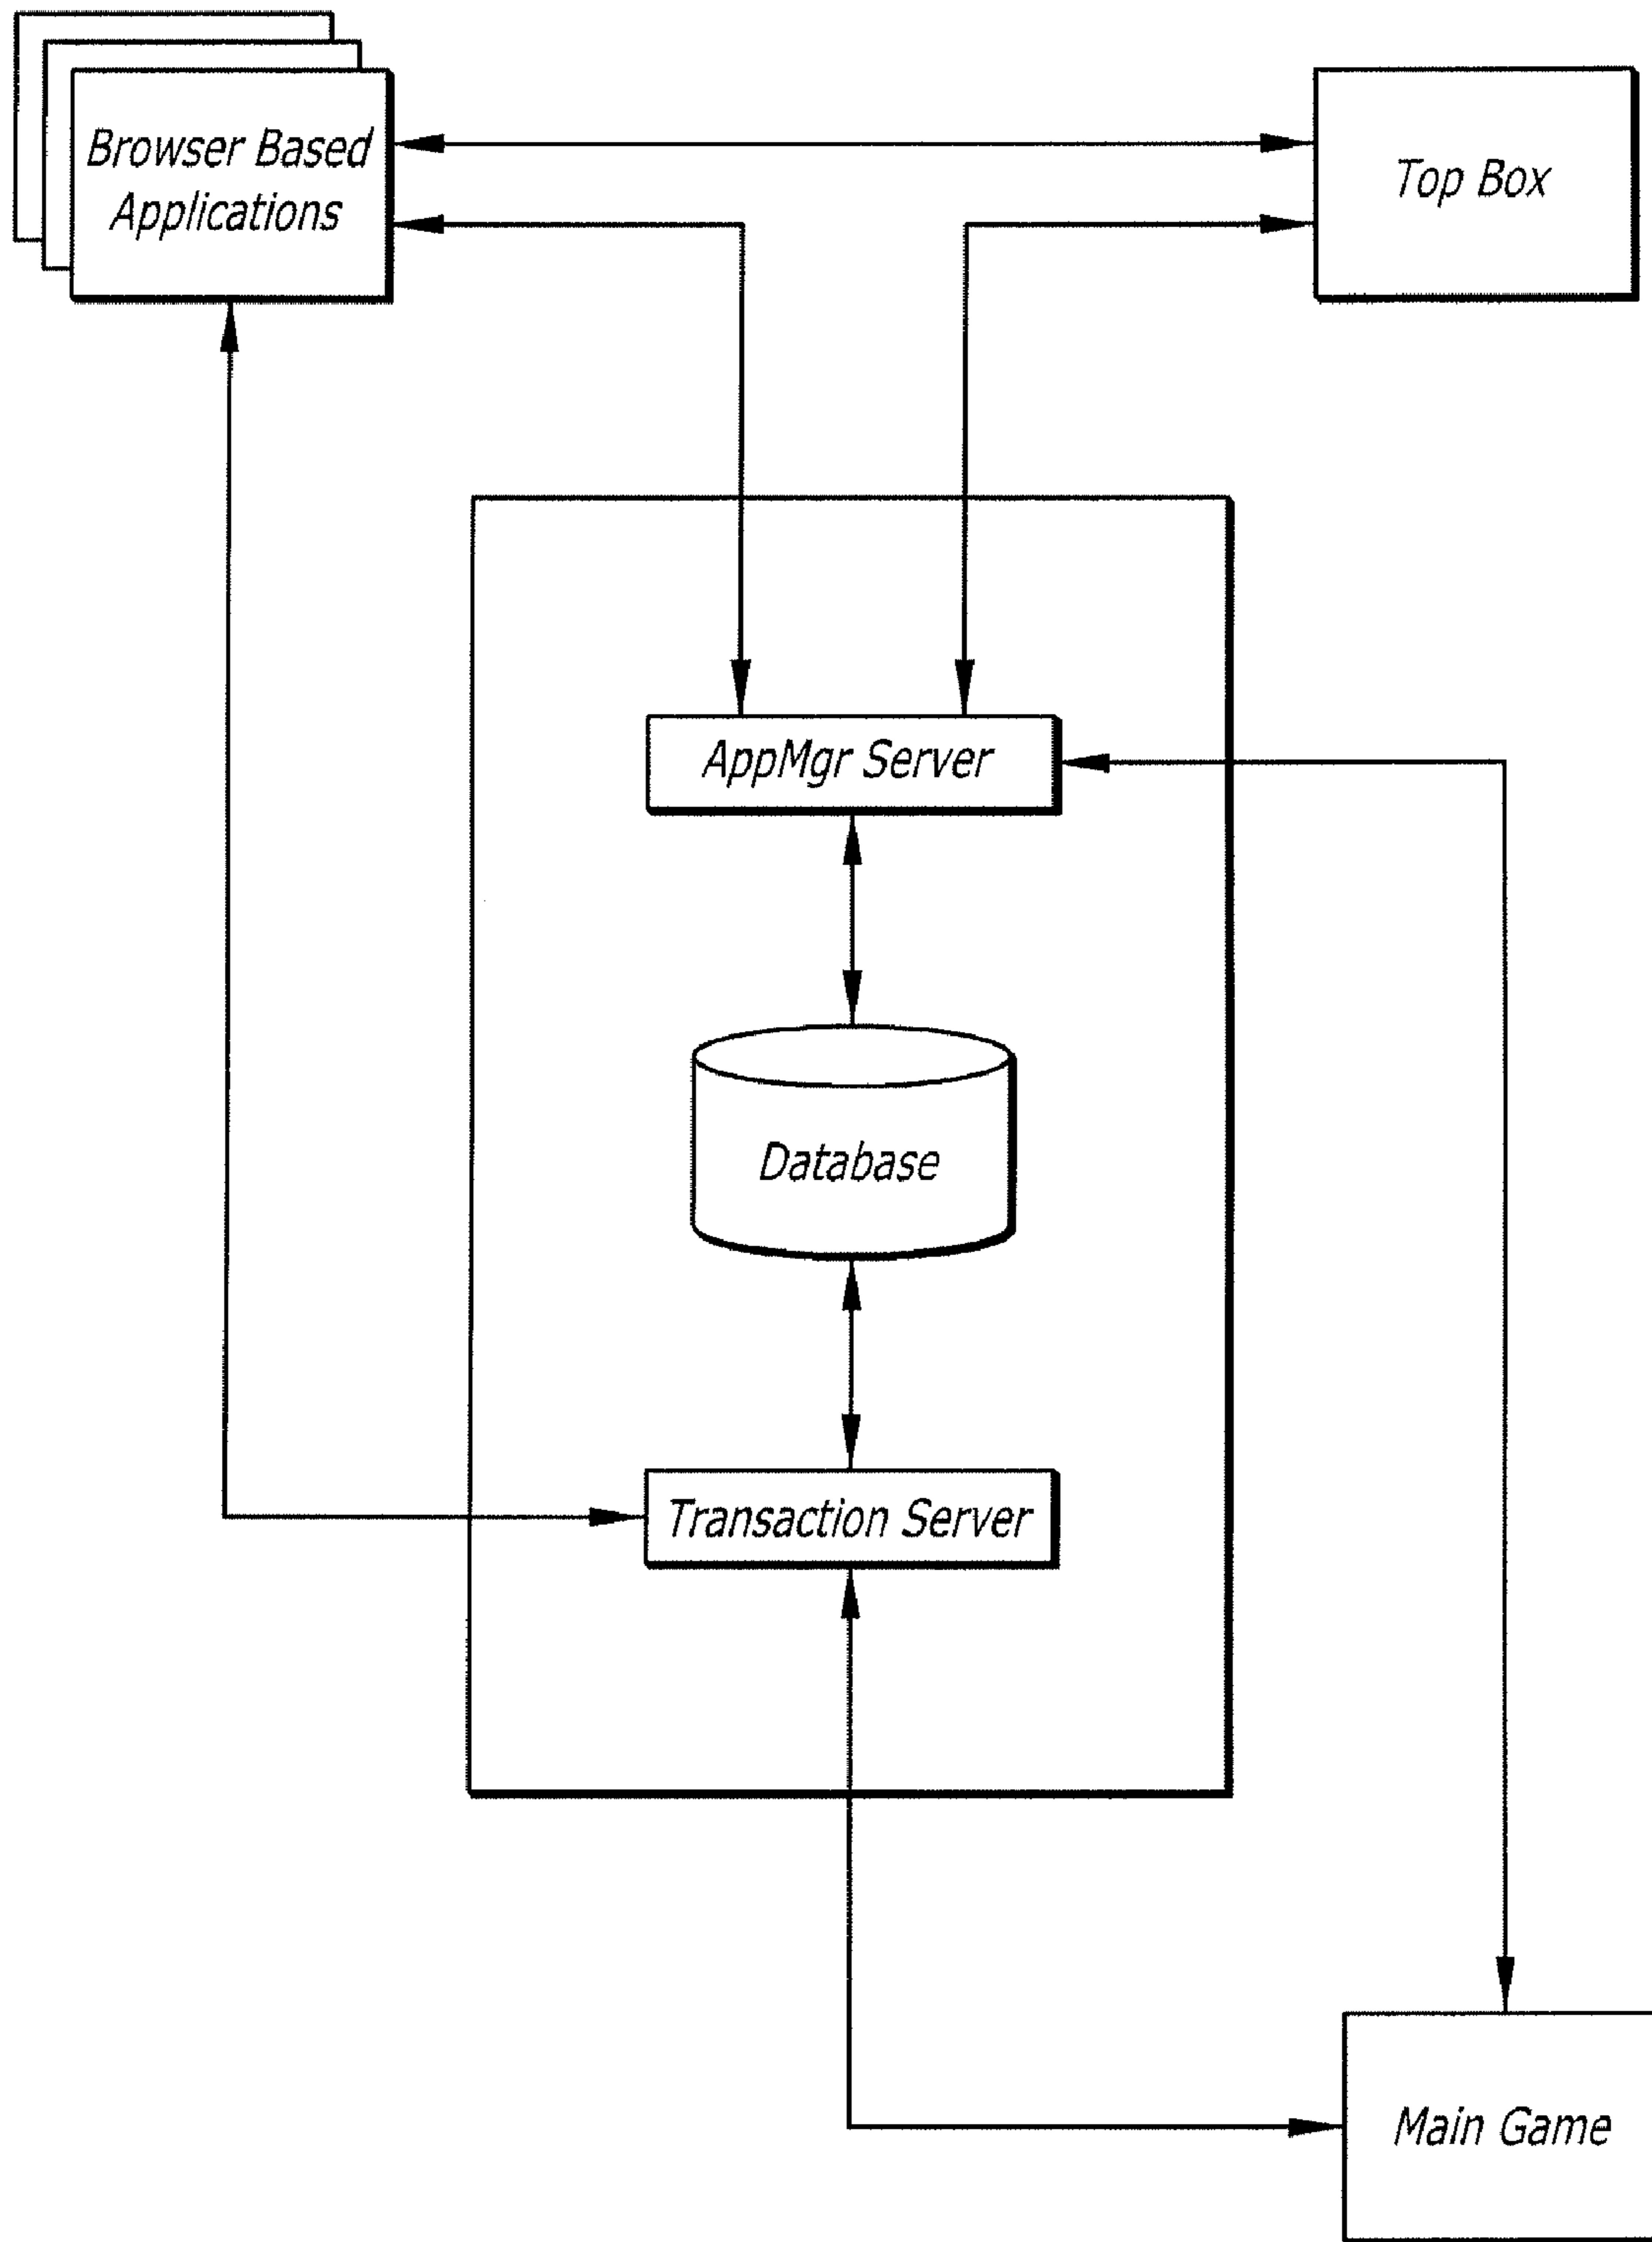 Browser Based
Applications
Top Box
AppMgr Server
Database
Transaction Server
Main Game